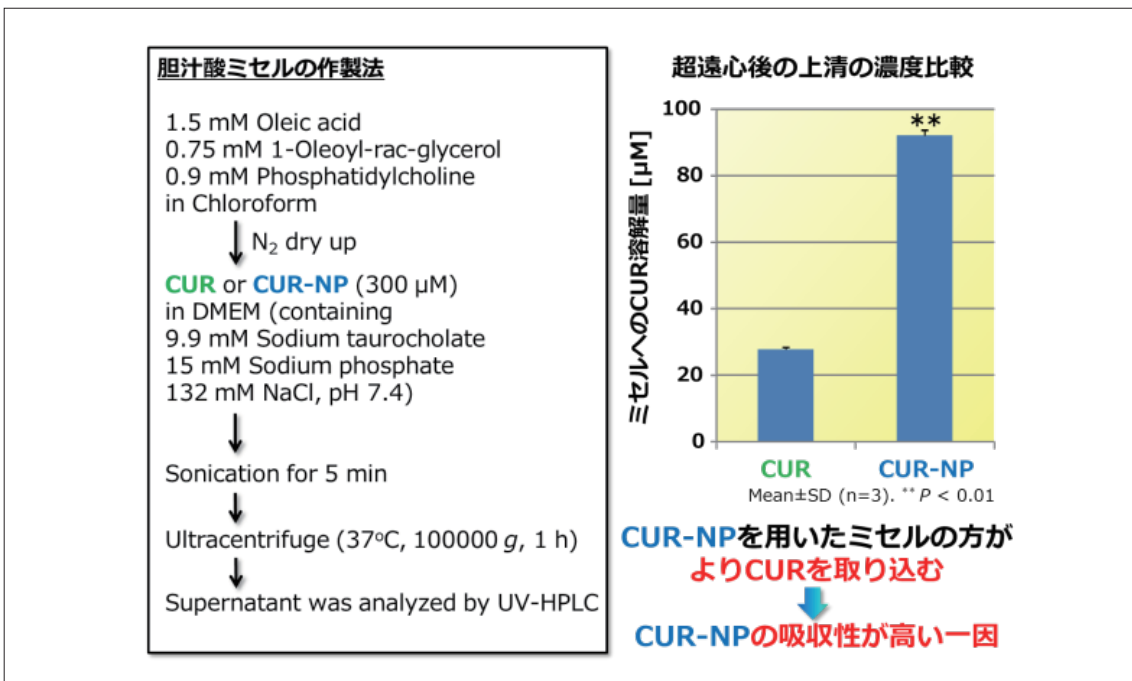 胆汁酸ミセルの作製法
1.5 mM Oleic acid
0.75 mM 1-Oleoyl-rac-glycerol
0.9 mM Phosphatidylcholine
in Chloroform
N₂ dry up
CUR or CUR-NP (300 µM)
in DMEM (containing
9.9 mM Sodium taurocholate
15 mM Sodium phosphate
132 mM NaCl, pH 7.4)
Sonication for 5 min
Ultracentrifuge (37°C, 100000 g, 1 h)
Supernatant was analyzed by UV-HPLC
超遠心後の上清の濃度比較
ミセルへのCUR溶解量 [µM]
100
80
60
40
20
0
**
CUR
CUR-NP
Mean±SD (n=3). ** P < 0.01
CUR-NPを用いたミセルの方が
よりCURを取り込む
CUR-NPの吸収性が高い一因